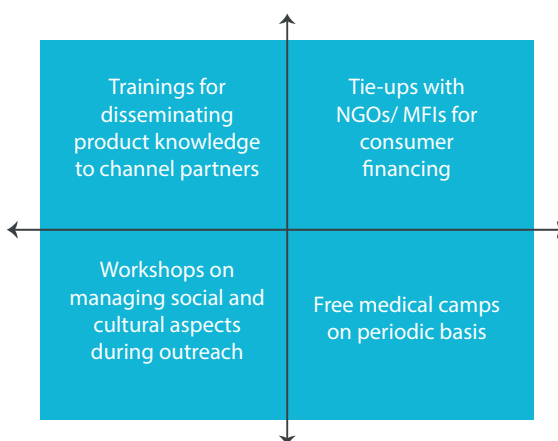 Trainings for
disseminating
product knowledge
to channel partners
Tie-ups with
NGOs/ MFIs for
consumer
financing
Workshops on
managing social and
cultural aspects
during outreach
Free medical camps
on periodic basis